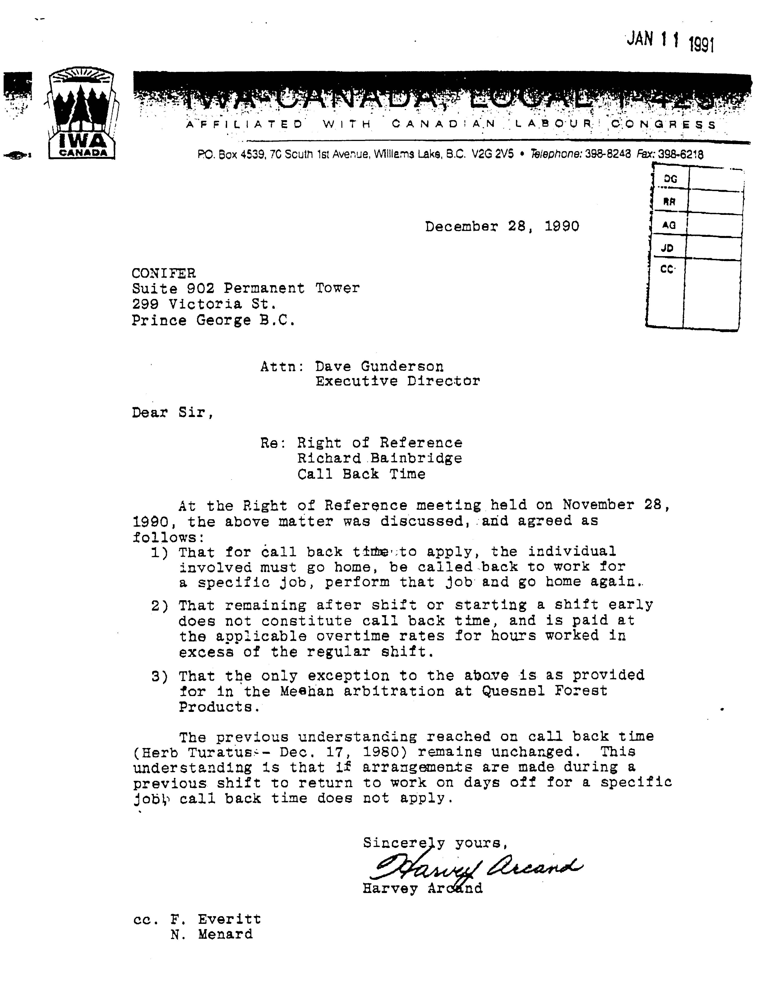 JAN 11 1991
IWA-CANADA, LOCAL 1-425
AFFILIATED WITH CANADIAN LABOUR CONGRESS
IWA
CANADA
P.O. Box 4539, 70 South 1st Avenue, Williams Lake, B.C. V2G 2V5 • Telephone: 398-8248 Fax: 398-6218
DG
RR
AG
JD
CC
December 28, 1990
CONIFER
Suite 902 Permanent Tower
299 Victoria St.
Prince George B.C.
Attn: Dave Gunderson
Executive Director
Dear Sir,
Re: Right of Reference
Richard Bainbridge
Call Back Time
At the Right of Reference meeting held on November 28,
1990, the above matter was discussed, and agreed as
follows:
1) That for call back time to apply, the individual
involved must go home, be called back to work for
a specific job, perform that job and go home again.
2) That remaining after shift or starting a shift early
does not constitute call back time, and is paid at
the applicable overtime rates for hours worked in
excess of the regular shift.
3) That the only exception to the above is as provided
for in the Meehan arbitration at Quesnel Forest
Products.
The previous understanding reached on call back time
(Herb Turatus - Dec. 17, 1980) remains unchanged. This
understanding is that if arrangements are made during a
previous shift to return to work on days off for a specific
job, call back time does not apply.
Sincerely yours,
Harvey Arcand
Harvey Arcand
cc. F. Everitt
N. Menard